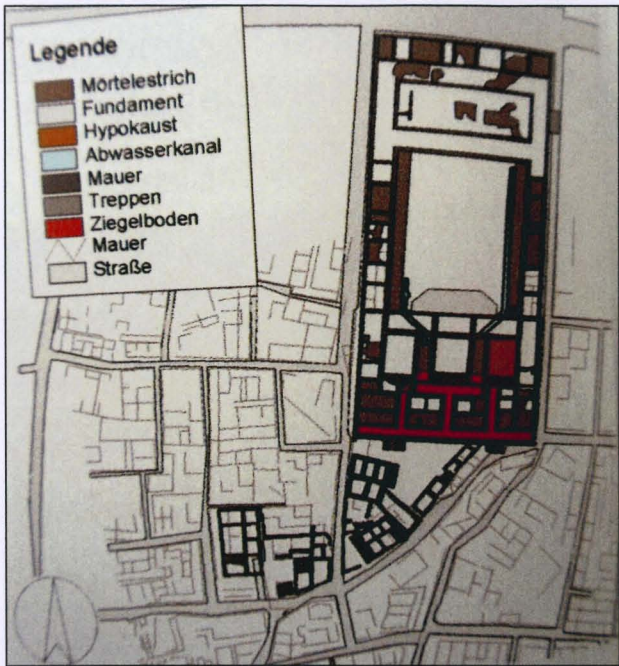 Legende
Mörtelestrich
Fundament
Hypokaust
Abwasserkanal
Mauer
Treppen
Ziegelboden
Mauer
Straße